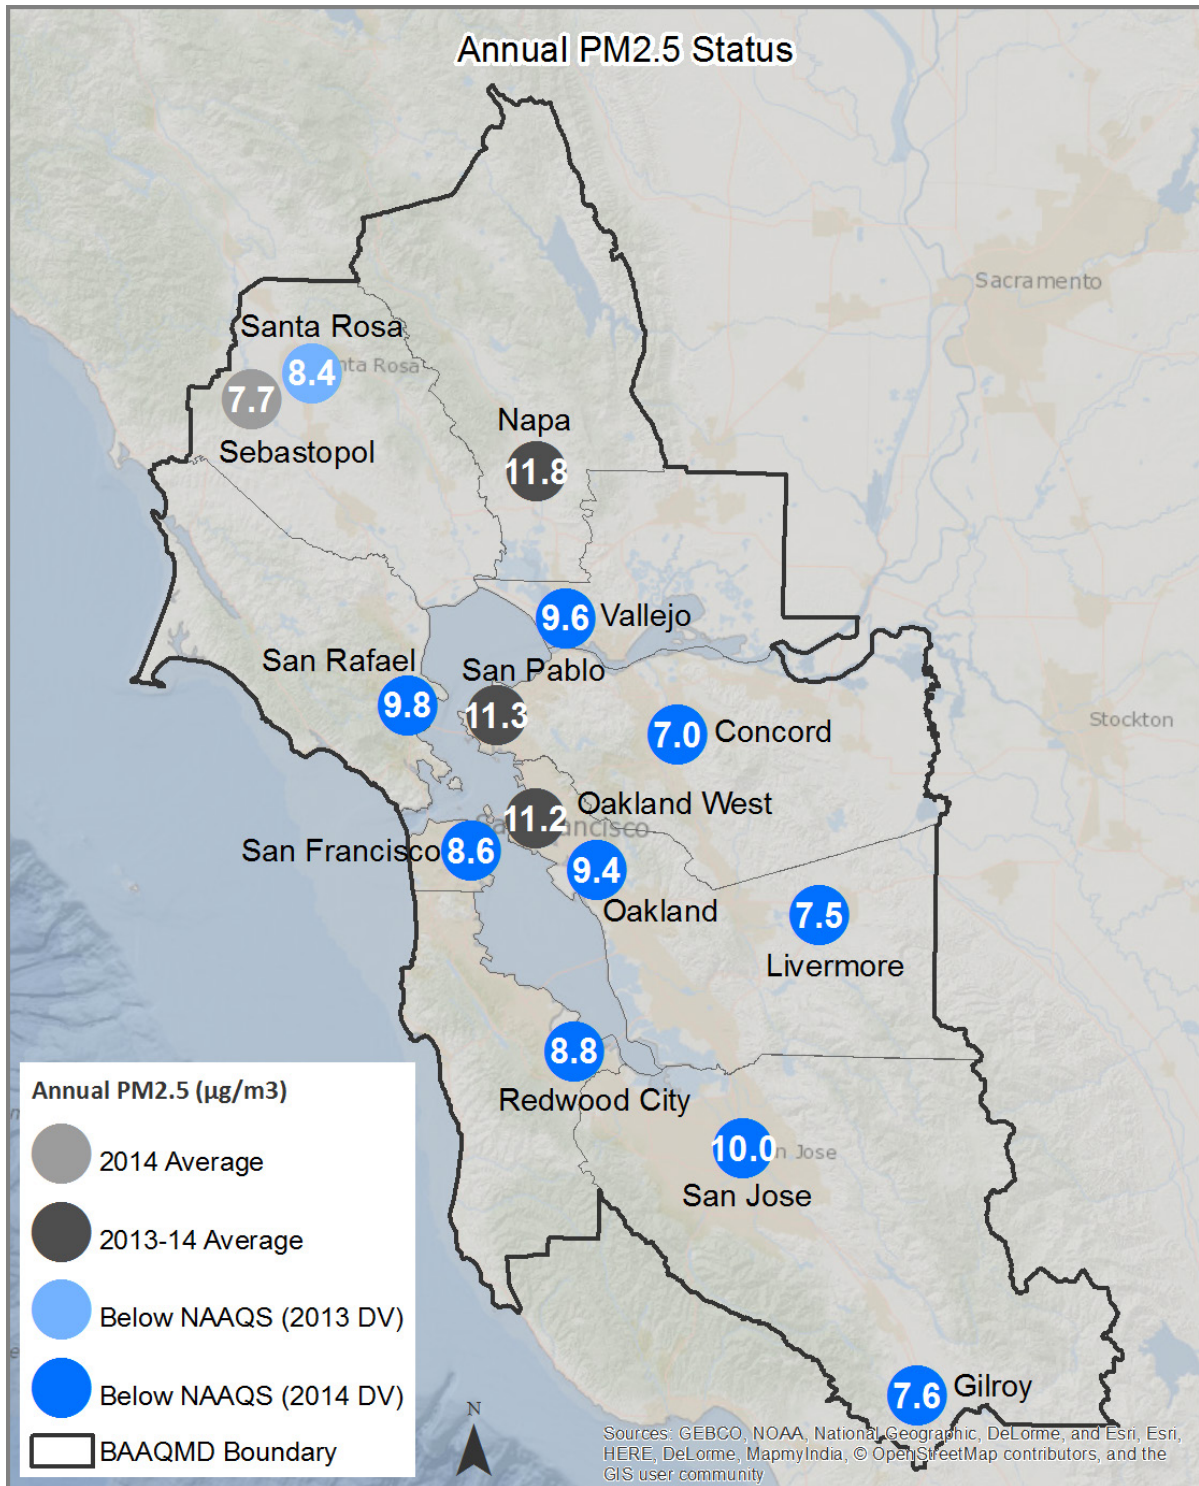 Annual PM2.5 Status
Sacramento
Santa Rosa
8.4
nta Rosa
7.7
Sebastopol
Napa
11.8
9.6 Vallejo
San Rafael
San Pablo
9.8
11.3
7.0 Concord
Stockton
Oakland West
11.2
San Francisco
8.6
9.4
Oakland
7.5
Livermore
8.8
Redwood City
10.0
n Jose
San Jose
7.6 Gilroy
Annual PM2.5 (µg/m3)
2014 Average
2013-14 Average
Below NAAQS (2013 DV)
Below NAAQS (2014 DV)
BAAQMD Boundary
N
Sources: GEBCO, NOAA, National Geographic, DeLorme, and Esri, Esri,
HERE, DeLorme, MapmyIndia, © OpenStreetMap contributors, and the
GIS user community